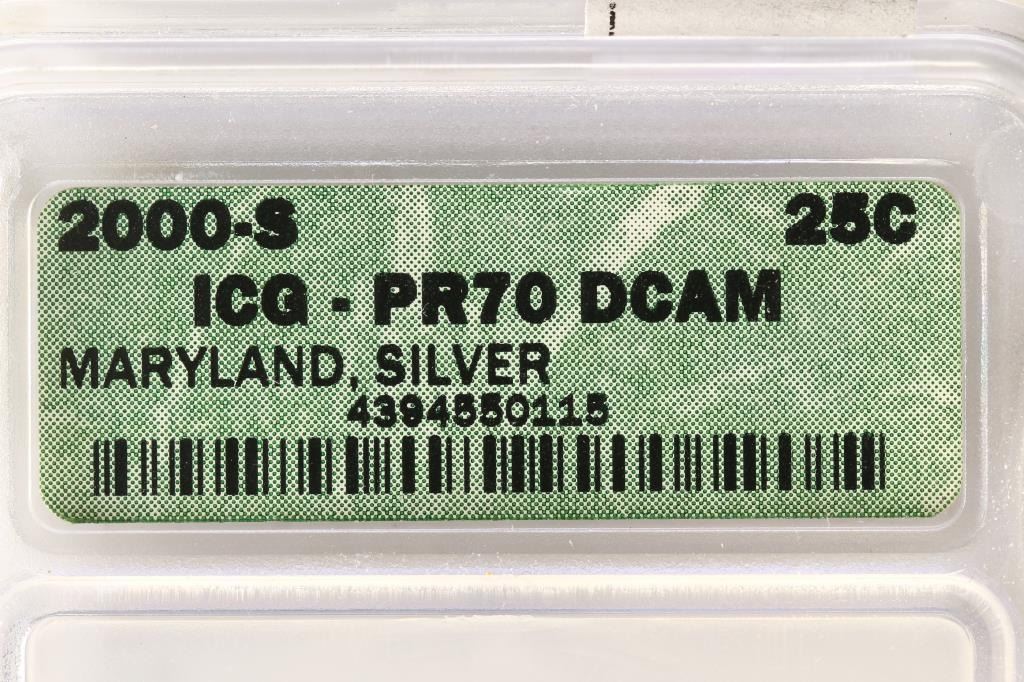 2000-S 25C
ICG - PR70 DCAM
MARYLAND, SILVER
4394550115